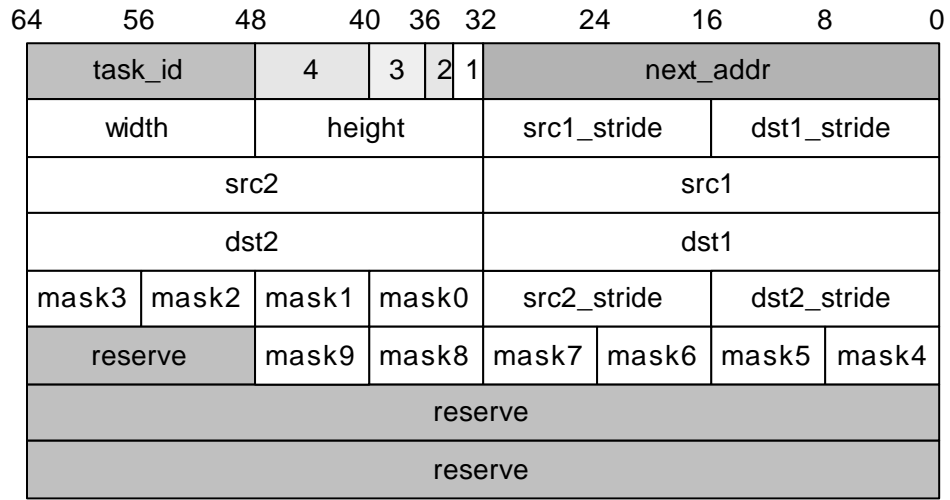 64 56 48 40 36 32 24 16 8 0
task_id 4 3 2 1 next_addr
width height src1_stride dst1_stride
src2 src1
dst2 dst1
mask3 mask2 mask1 mask0 src2_stride dst2_stride
reserve mask9 mask8 mask7 mask6 mask5 mask4
reserve
reserve